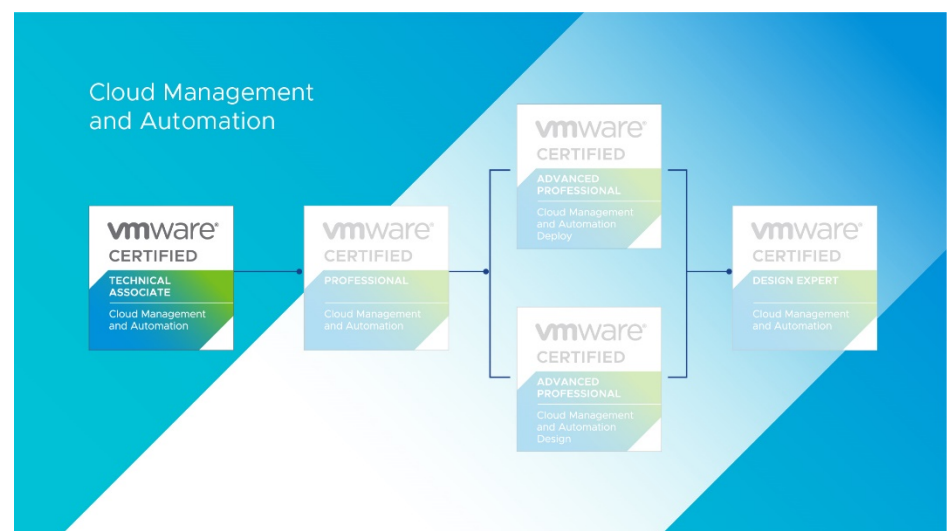 Cloud Management
and Automation
vmware®
CERTIFIED
TECHNICAL
ASSOCIATE
Cloud Management
and Automation
vmware®
CERTIFIED
PROFESSIONAL
Cloud Management
and Automation
vmware®
CERTIFIED
ADVANCED
PROFESSIONAL
Cloud Management
and Automation
Deploy
vmware®
CERTIFIED
ADVANCED
PROFESSIONAL
Cloud Management
and Automation
Design
vmware®
CERTIFIED
DESIGN EXPERT
Cloud Management
and Automation